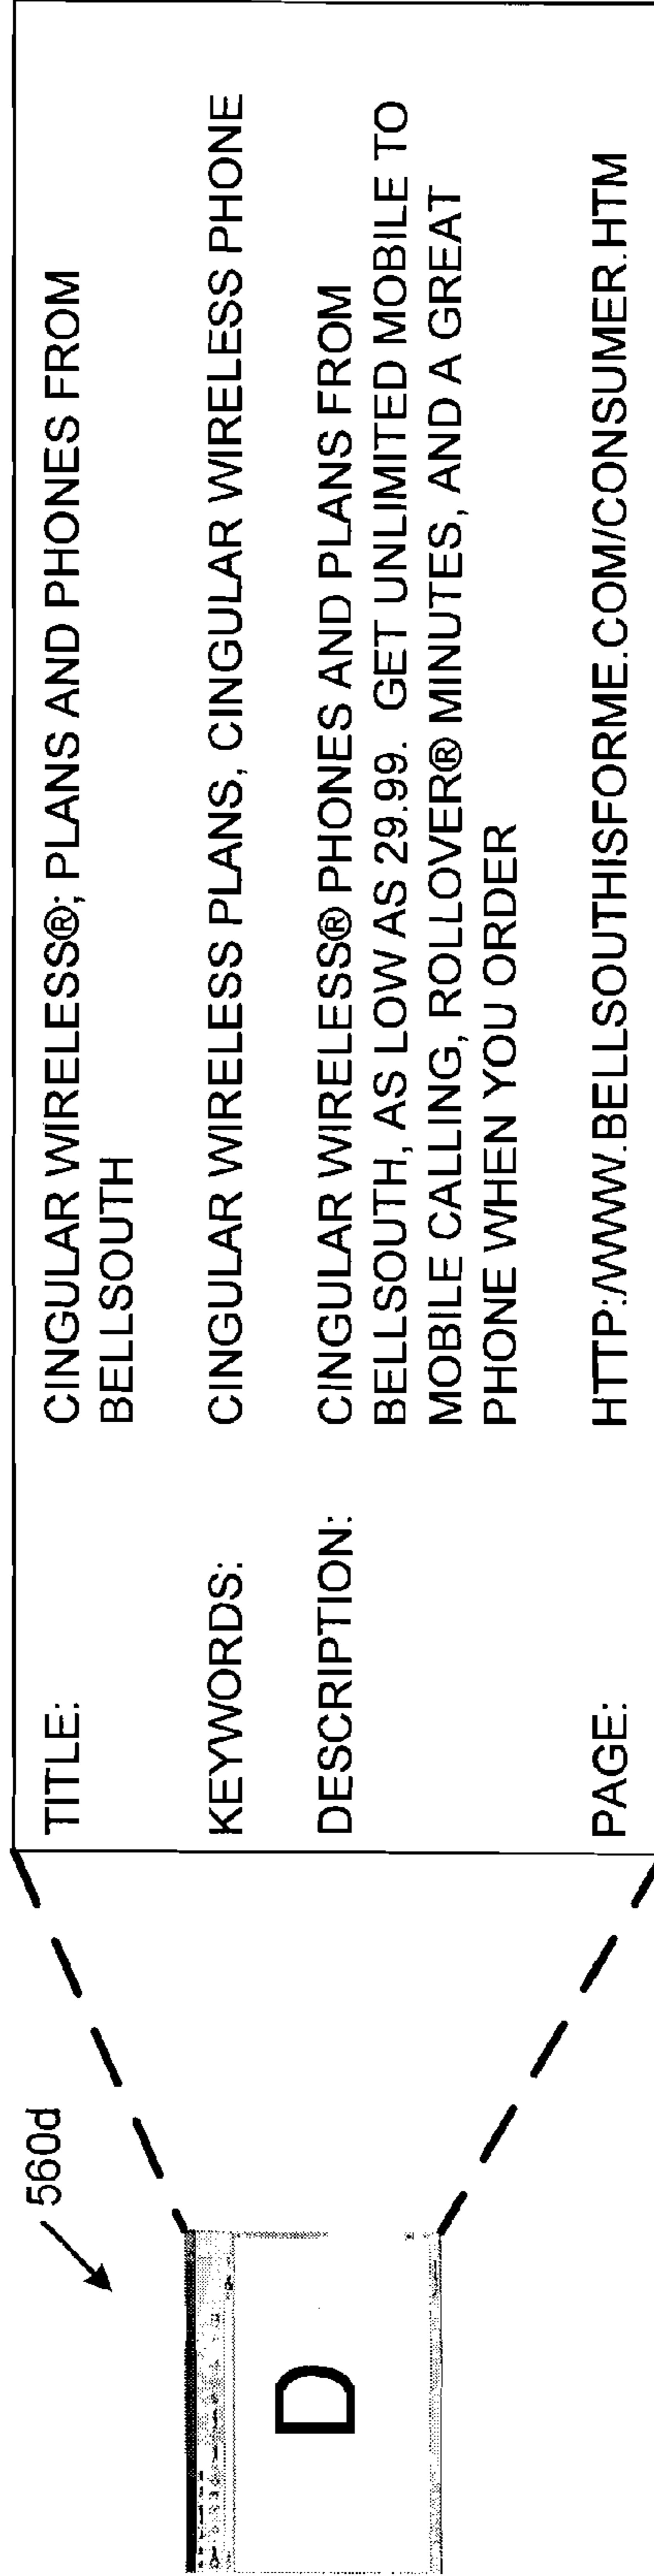 560d
D
TITLE: CINGULAR WIRELESS®; PLANS AND PHONES FROM
BELLSOUTH
KEYWORDS: CINGULAR WIRELESS PLANS, CINGULAR WIRELESS PHONE
DESCRIPTION: CINGULAR WIRELESS® PHONES AND PLANS FROM
BELLSOUTH, AS LOW AS 29.99. GET UNLIMITED MOBILE TO
MOBILE CALLING, ROLLOVER® MINUTES, AND A GREAT
PHONE WHEN YOU ORDER
PAGE: HTTP://WWW.BELLSOUTHISFORME.COM/CONSUMER.HTM